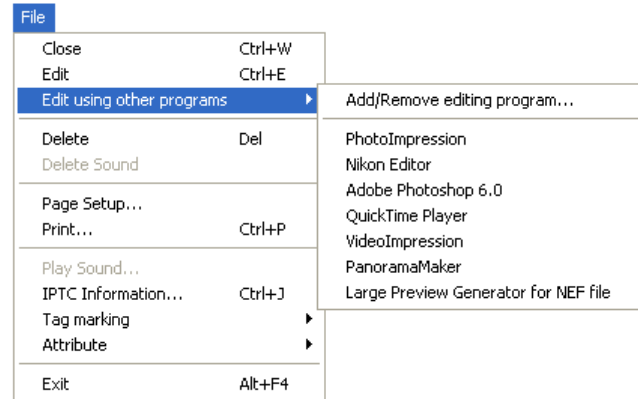 File
Close Ctrl+W
Edit Ctrl+E
Edit using other programs
Add/Remove editing program...
PhotoImpression
Nikon Editor
Adobe Photoshop 6.0
QuickTime Player
VideoImpression
PanoramaMaker
Large Preview Generator for NEF file
Delete Del
Delete Sound
Page Setup...
Print... Ctrl+P
Play Sound...
IPTC Information... Ctrl+J
Tag marking
Attribute
Exit Alt+F4